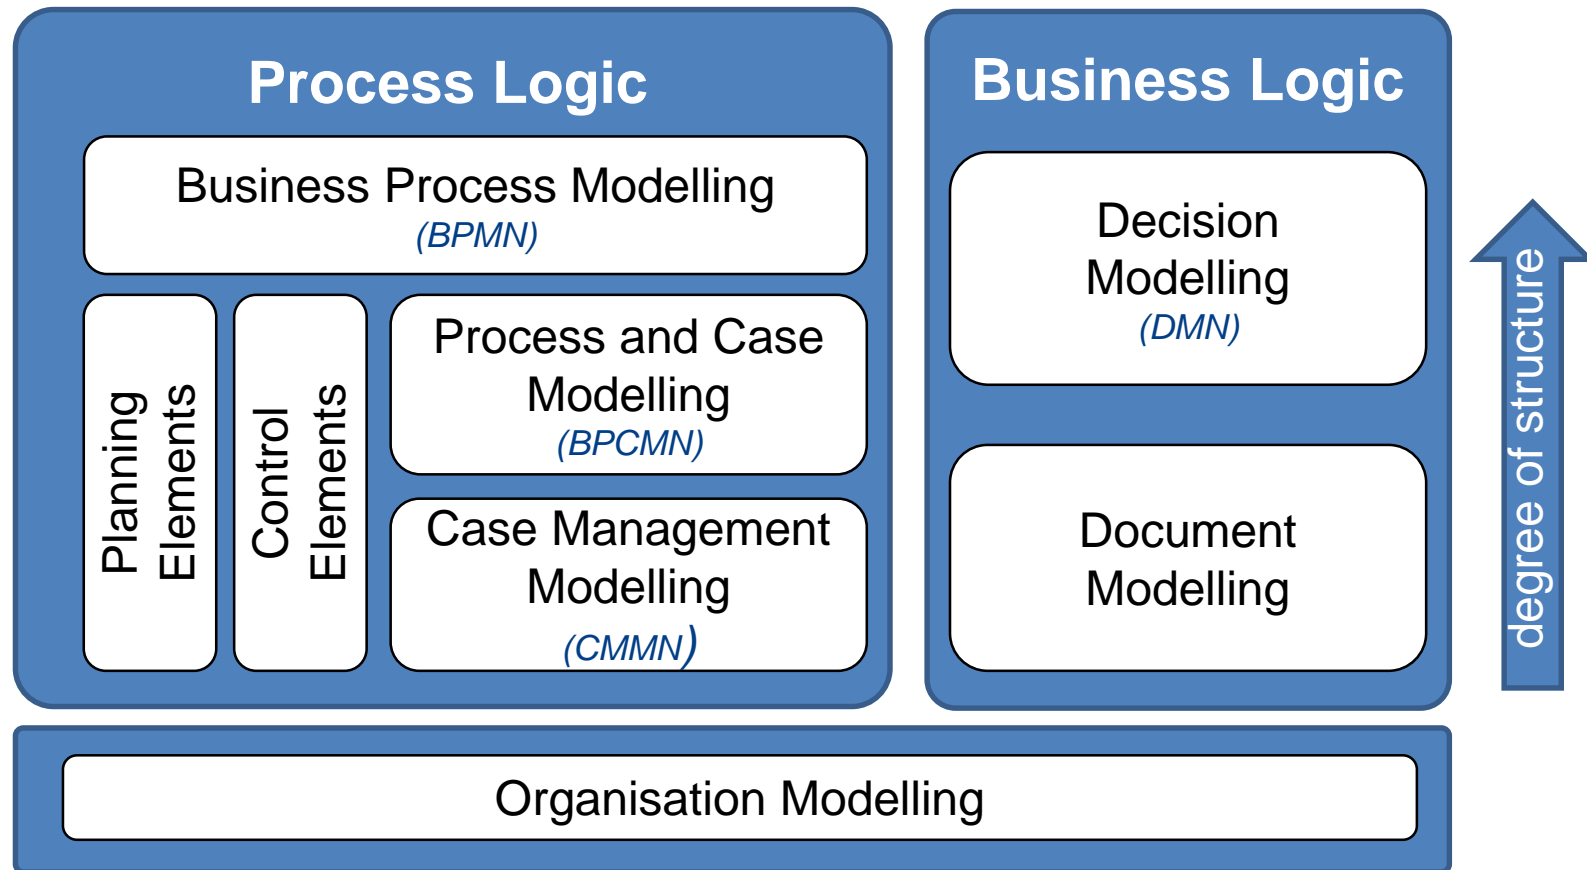 Process Logic
Business Process Modelling
(BPMN)
Planning
Elements
Control
Elements
Process and Case
Modelling
(BPCMN)
Case Management
Modelling
(CMMN)
Business Logic
Decision
Modelling
(DMN)
Document
Modelling
degree of structure
Organisation Modelling